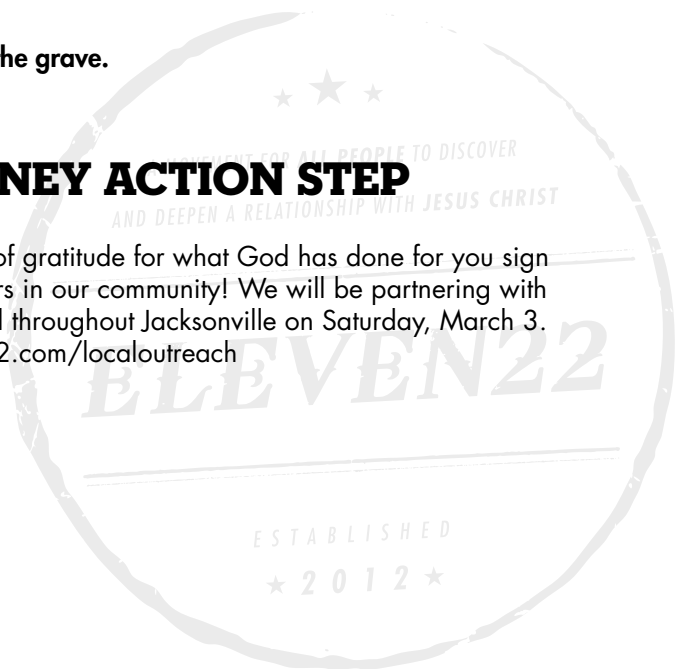 the grave.
MOVEMENT FOR ALL PEOPLE TO DISCOVER
NEY ACTION STEP
AND DEEPEN A RELATIONSHIP WITH JESUS CHRIST
of gratitude for what God has done for you sign
rs in our community! We will be partnering with
d throughout Jacksonville on Saturday, March 3.
2.com/localoutreach
ELEVEN22
ESTABLISHED
2012